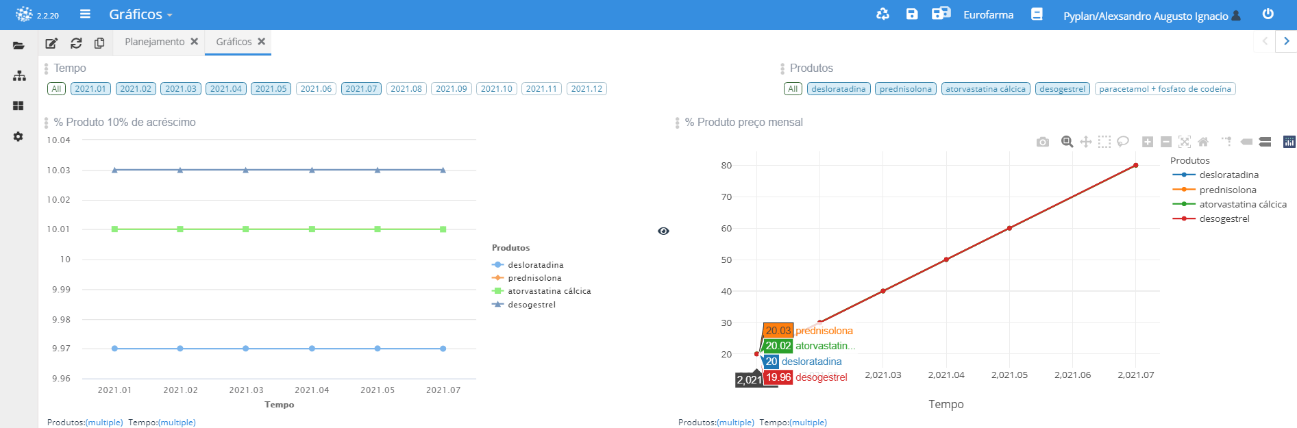 2.2.20 Gráficos Eurofarma Pyplan/Alexsandro Augusto Ignacio
Planejamento Gráficos
Tempo
All 2021.01 2021.02 2021.03 2021.04 2021.05 2021.06 2021.07 2021.08 2021.09 2021.10 2021.11 2021.12
Produtos
All desloratadina prednisolona atorvastatina cálcica desogestrel paracetamol + fosfato de codeína
% Produto 10% de acréscimo
10.04
10.03
10.02
10.01
10
9.99
9.98
9.97
9.96
2021.01 2021.02 2021.03 2021.04 2021.05 2021.07
Tempo
Produtos
desloratadina
prednisolona
atorvastatina cálcica
desogestrel
Produtos:(multiple) Tempo:(multiple)
% Produto preço mensal
80
70
60
50
40
30
20
20.03 prednisolona
20.02 atorvastatin...
20 desloratadina
19.96 desogestrel
2,021 2,021.03 2,021.04 2,021.05 2,021.06 2,021.07
Tempo
Produtos
desloratadina
prednisolona
atorvastatina cálcica
desogestrel
Produtos:(multiple) Tempo:(multiple)